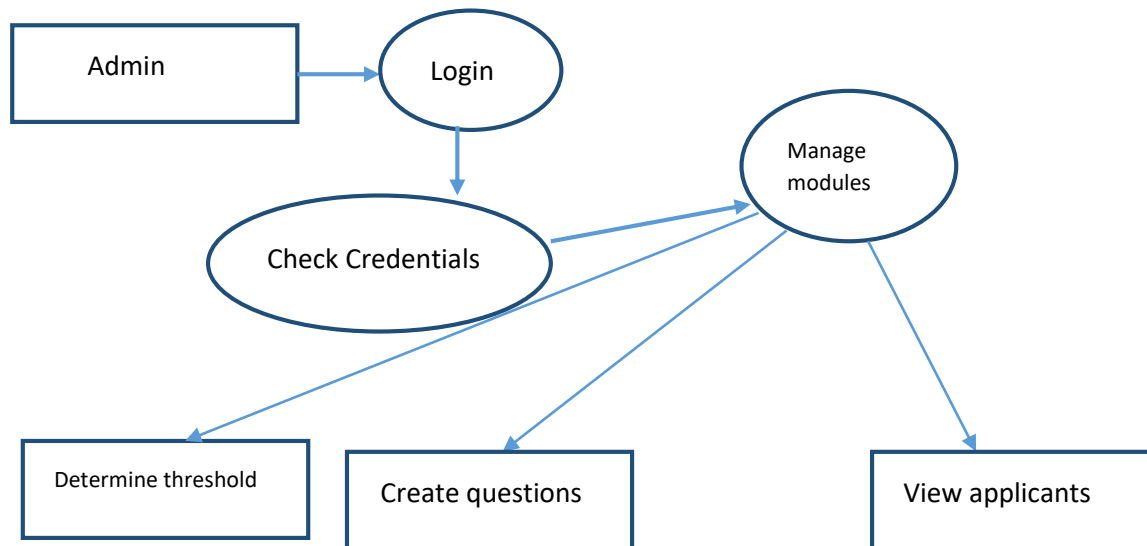 Admin
Login
Manage
modules
Check Credentials
Determine threshold
Create questions
View applicants